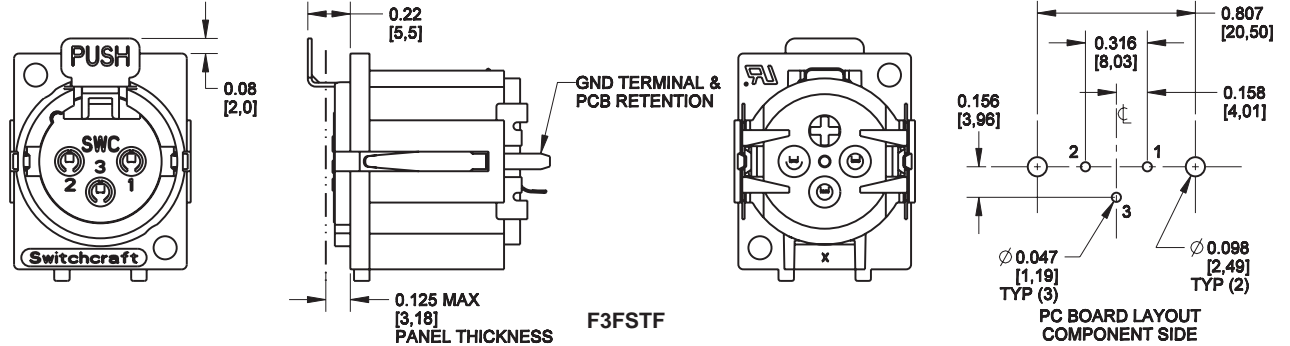 PUSH
0.08
[2,0]
SWC
3
2
1
Switchcraft
0.22
[5,5]
GND TERMINAL &
PCB RETENTION
0.125 MAX
[3,18]
PANEL THICKNESS
F3FSTF
X
0.807
[20,50]
0.316
[8,03]
0.156
[3,96]
0.158
[4,01]
2
1
3
Ø 0.047
[1,19]
TYP (3)
Ø 0.098
[2,49]
TYP (2)
PC BOARD LAYOUT
COMPONENT SIDE